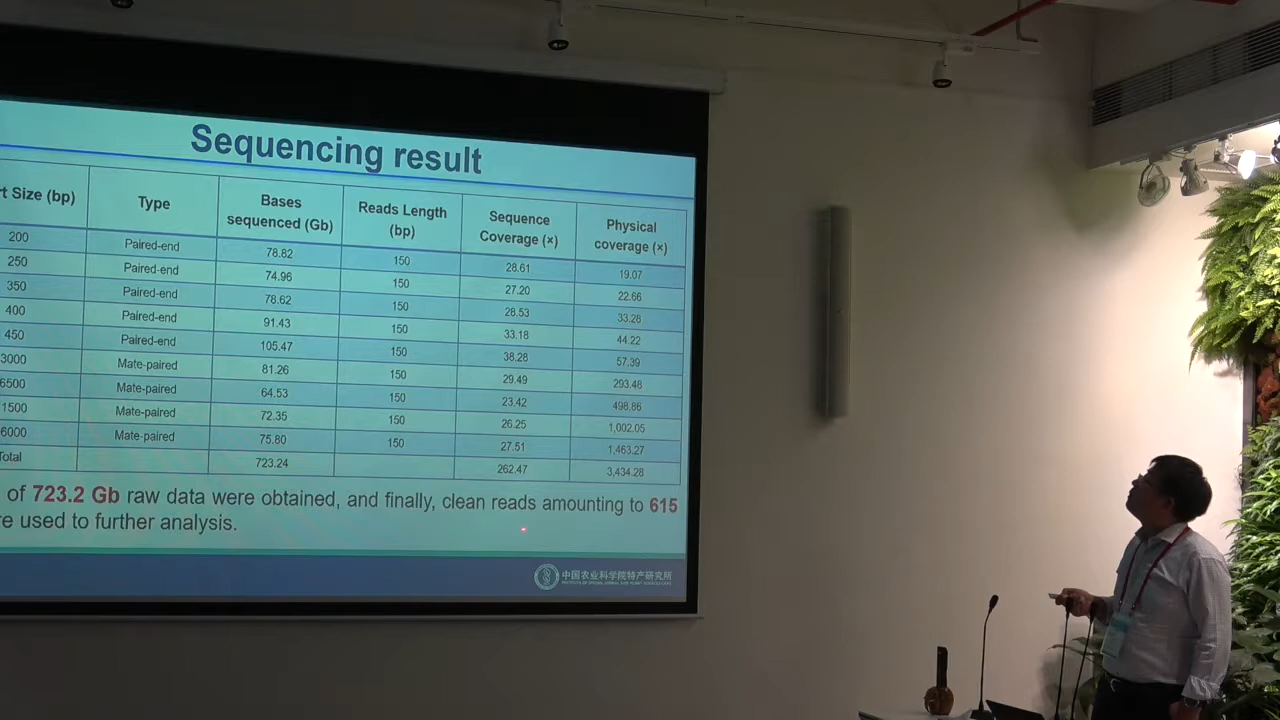 Sequencing result
rt Size (bp) Type Bases sequenced (Gb) Reads Length (bp) Sequence Coverage (×) Physical coverage (×)
200 Paired-end 78.82 150 28.61 19.07
250 Paired-end 74.96 150 27.20 22.66
350 Paired-end 78.62 150 28.53 33.28
400 Paired-end 91.43 150 33.18 44.22
450 Paired-end 105.47 150 38.28 57.39
3000 Mate-paired 81.26 150 29.49 293.48
6500 Mate-paired 64.53 150 23.42 498.86
1500 Mate-paired 72.35 150 26.25 1,002.05
6000 Mate-paired 75.80 150 27.51 1,463.27
Total 723.24 262.47 3,434.28
of 723.2 Gb raw data were obtained, and finally, clean reads amounting to 615
re used to further analysis.
中国农业科学院特产研究所